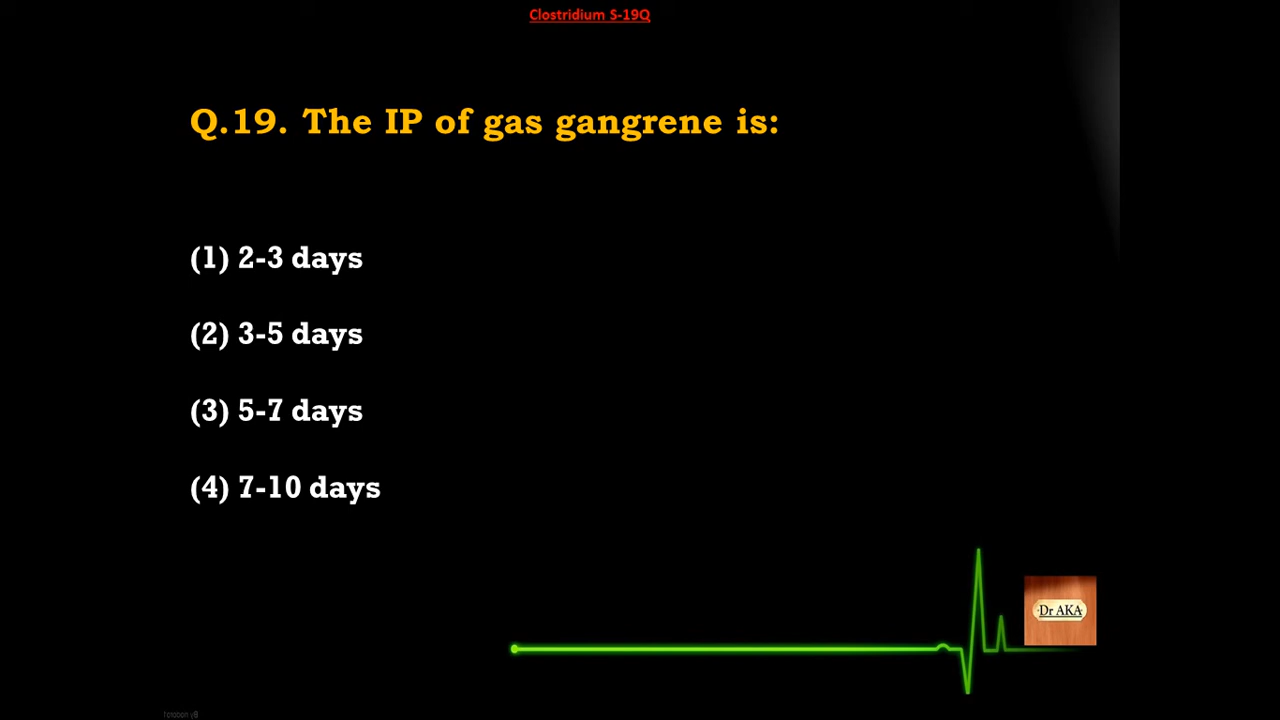 Clostridium S-19Q
Q.19. The IP of gas gangrene is:
(1) 2-3 days
(2) 3-5 days
(3) 5-7 days
(4) 7-10 days
Dr AKA